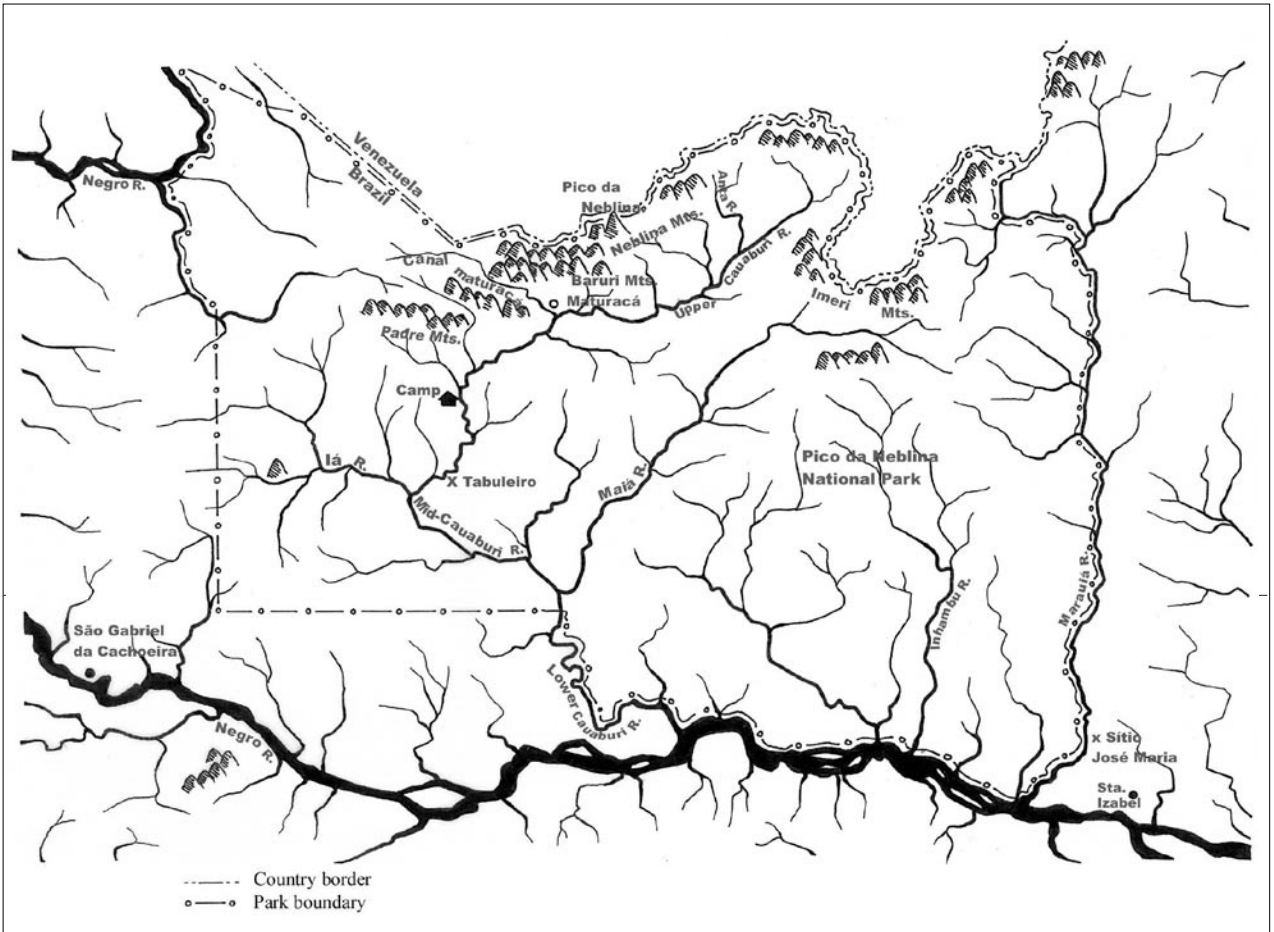 Venezuela
Brazil
Negro R.
Pico da
Neblina
Neblina Mts.
Anta R.
Upper Cauaburi R.
Canal
maturacá
Baruri Mts.
Maturacá
Padre Mts.
Imeri
Mts.
Camp
Iá R.
X Tabuleiro
Maiá R.
Pico da Neblina
National Park
Mid-Cauaburi R.
Inhambu R.
Marauiá R.
São Gabriel
da Cachoeira
Lower
Cauaburi R.
Negro R.
x Sítio
José Maria
Sta.
Izabel
Country border
Park boundary